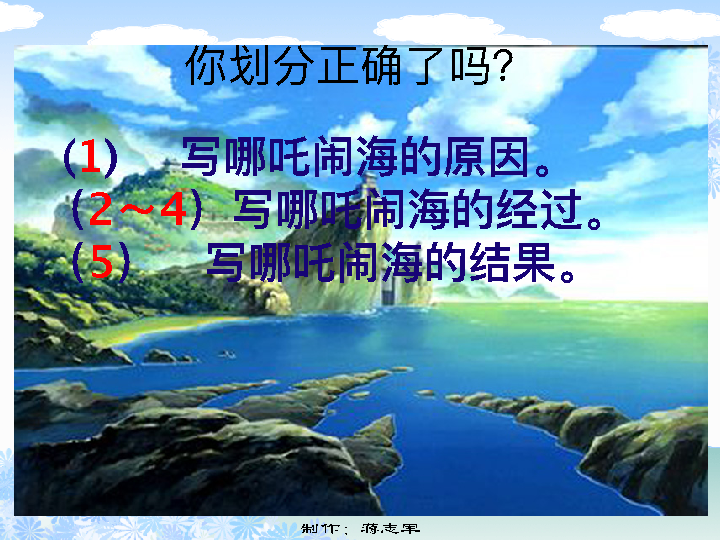 你划分正确了吗？
（1） 写哪吒闹海的原因。
（2～4）写哪吒闹海的经过。
（5） 写哪吒闹海的结果。
制作：蒋志军